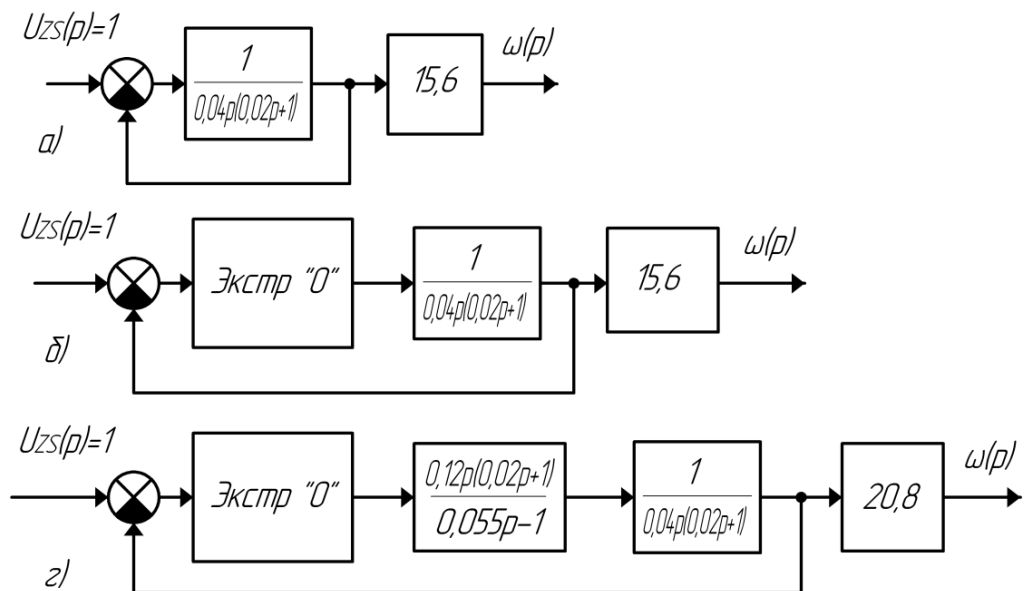 Uzs(p)=1
1
0,04p(0,02p+1)
15,6
ω(p)
а)
Uzs(p)=1
Экстр "0"
1
0,04p(0,02p+1)
15,6
ω(p)
б)
Uzs(p)=1
Экстр "0"
0,12p(0,02p+1)
0,055p–1
1
0,04p(0,02p+1)
20,8
ω(p)
г)